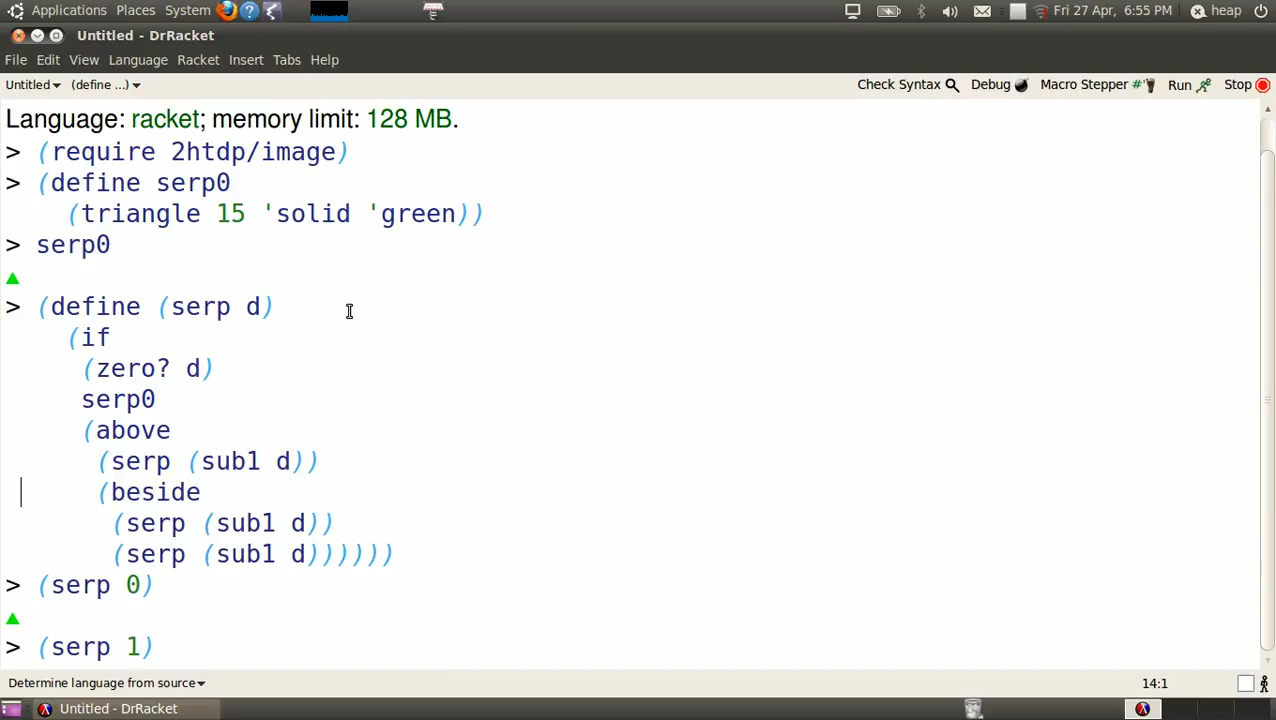 Applications Places System
Fri 27 Apr, 6:55 PM heap
Untitled - DrRacket
File Edit View Language Racket Insert Tabs Help
Untitled (define ...) Check Syntax Debug Macro Stepper #' Run Stop
Language: racket; memory limit: 128 MB.
> (require 2htdp/image)
> (define serp0
(triangle 15 'solid 'green))
> serp0
> (define (serp d)
(if
(zero? d)
serp0
(above
(serp (sub1 d))
(beside
(serp (sub1 d))
(serp (sub1 d))))))
> (serp 0)
> (serp 1)
Determine language from source 14:1
Untitled - DrRacket